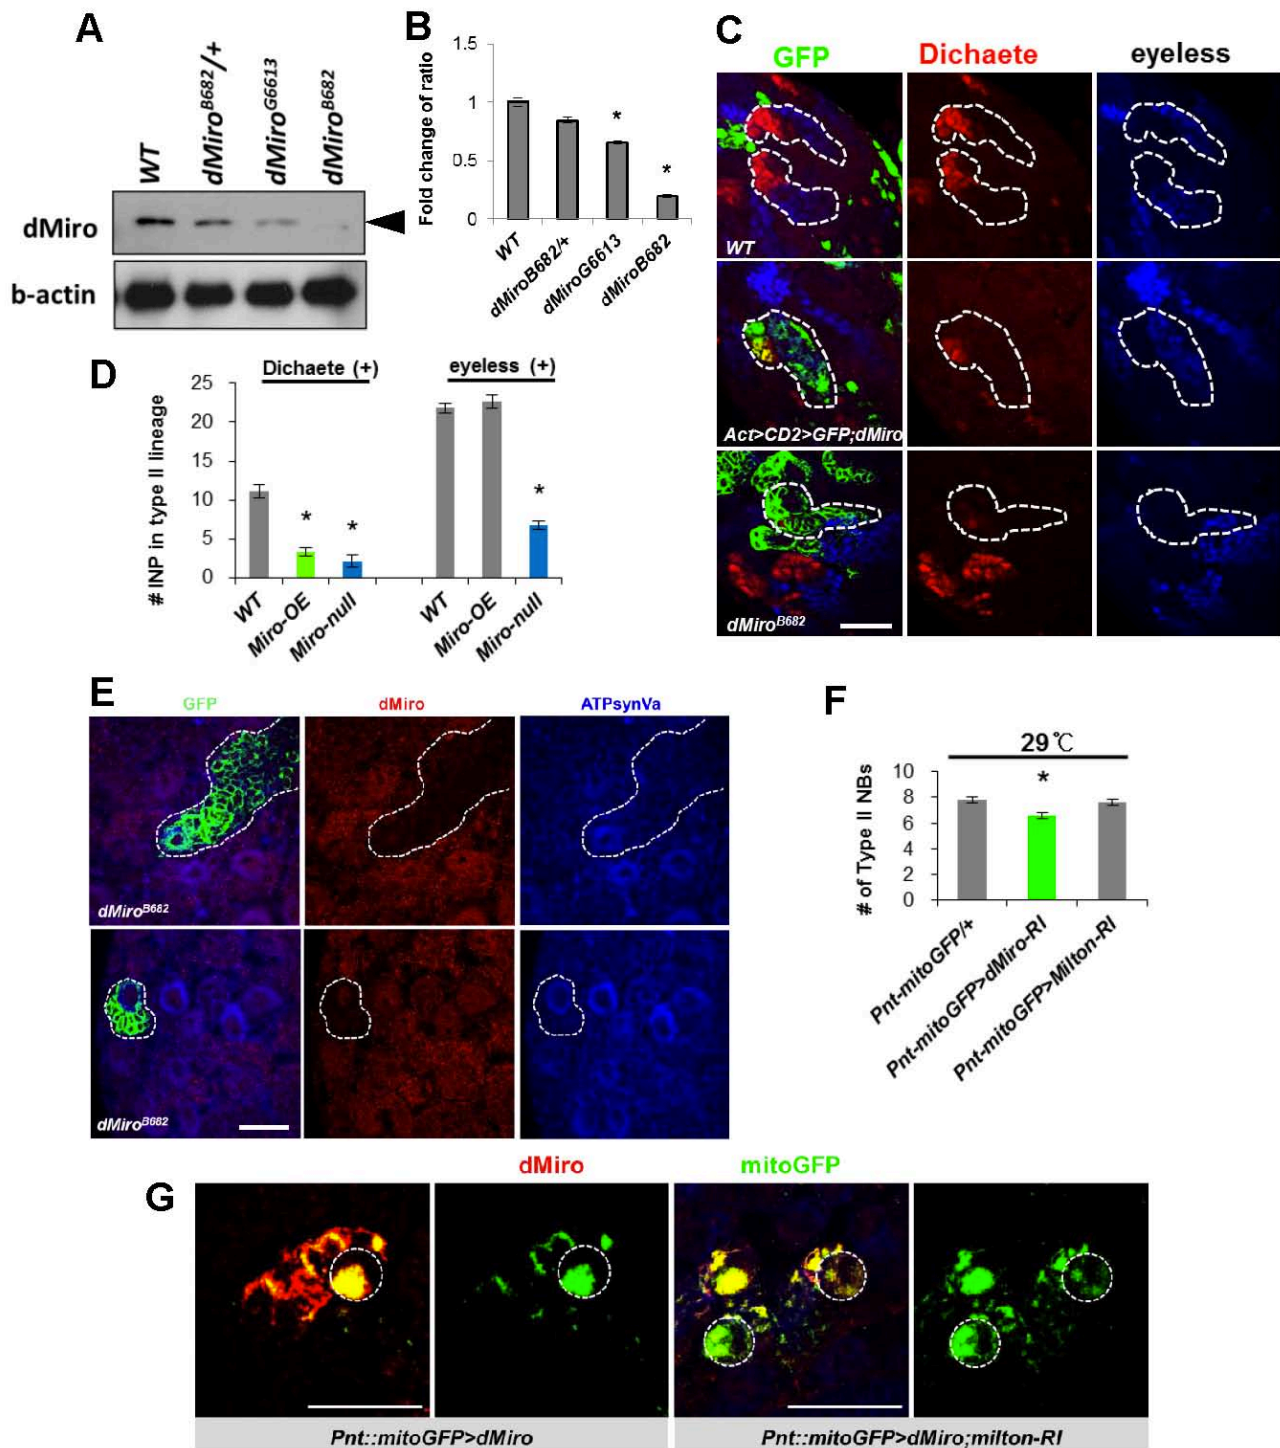 A
WT
dMiroB682/+
dMiroG6613
dMiroB682
dMiro
b-actin
B
Fold change of ratio
1.5
1
0.5
0
*
*
WT
dMiroB682/+
dMiroG6613
dMiroB682
C
GFP
Dichaete
eyeless
WT
Act>CD2>GFP;dMiro
dMiroB682
D
Dichaete (+)
eyeless (+)
# INP in type II lineage
25
20
15
10
5
0
*
*
*
WT
Miro-OE
Miro-null
WT
Miro-OE
Miro-null
E
GFP
dMiro
ATPsynVa
dMiroB682
dMiroB682
F
29℃
# of Type II NBs
10
8
6
4
2
0
*
Pnt-mitoGFP/+
Pnt-mitoGFP>dMiro-RI
Pnt-mitoGFP>Milton-RI
G
dMiro
mitoGFP
Pnt::mitoGFP>dMiro
Pnt::mitoGFP>dMiro;milton-RI